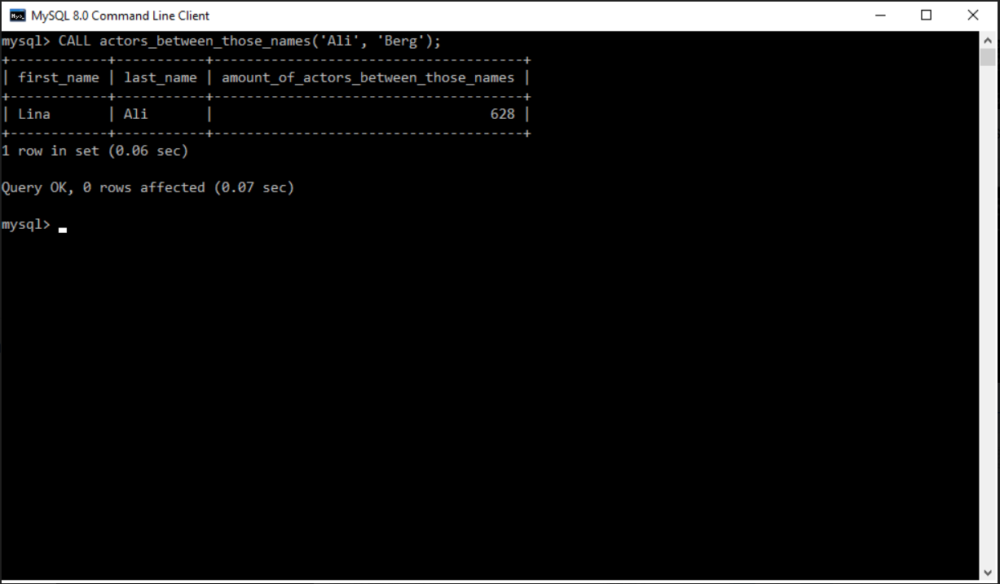 MySQL 8.0 Command Line Client
mysql> CALL actors_between_those_names('Ali', 'Berg');
+------------+-----------+--------------------------------------+
| first_name | last_name | amount_of_actors_between_those_names |
+------------+-----------+--------------------------------------+
| Lina       | Ali       |                                  628 |
+------------+-----------+--------------------------------------+
1 row in set (0.06 sec)
Query OK, 0 rows affected (0.07 sec)
mysql>